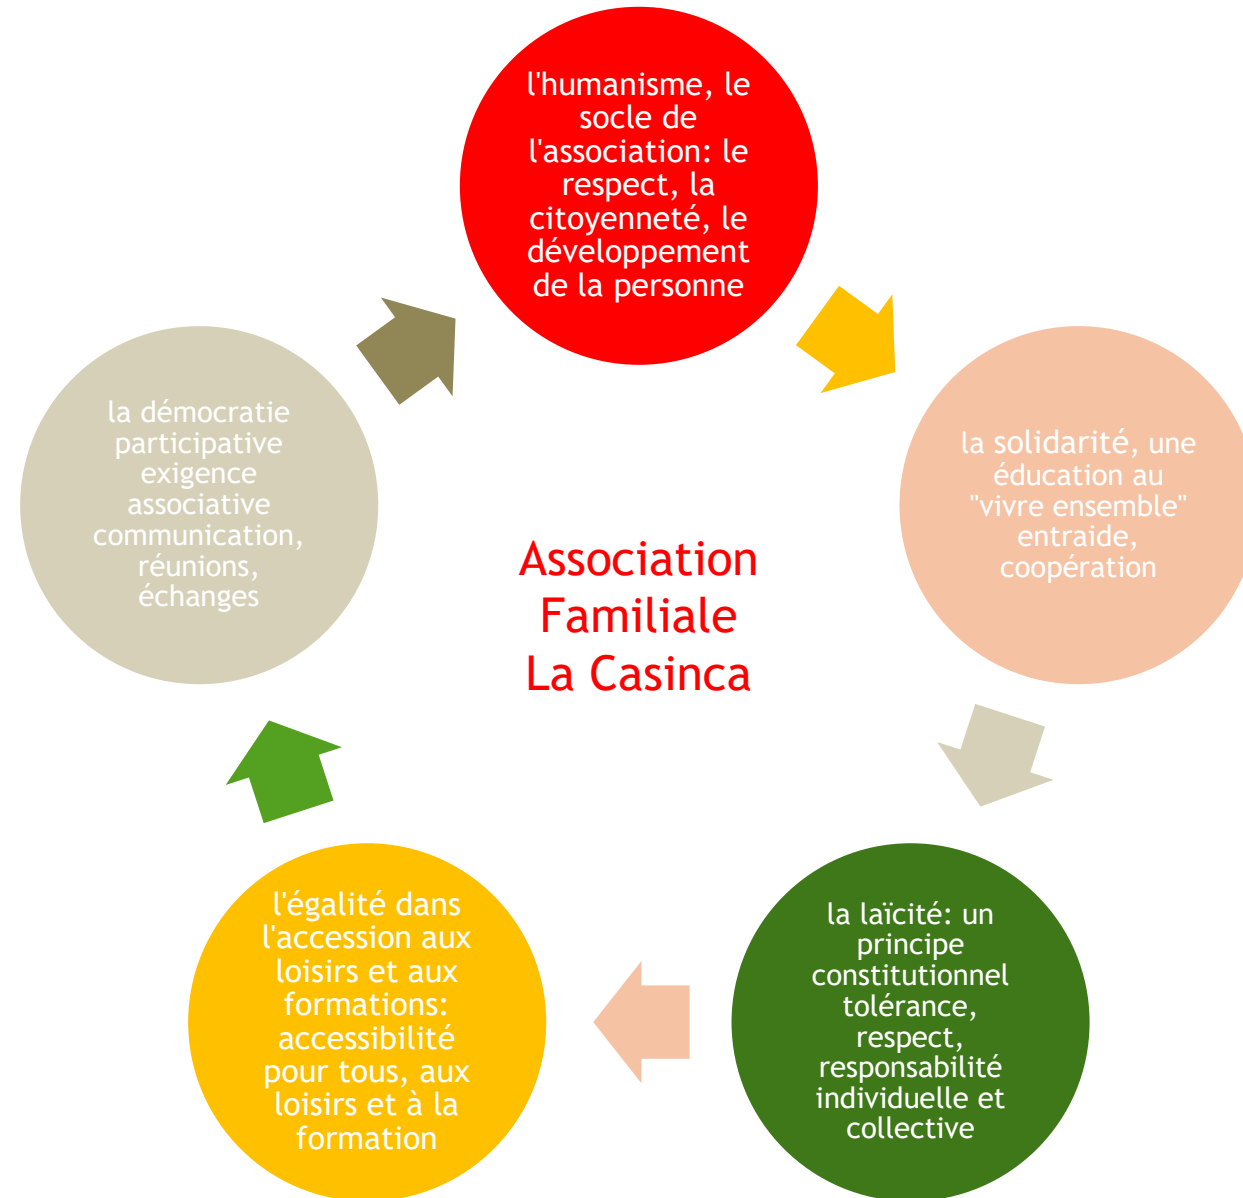 l'humanisme, le
socle de
l'association: le
respect, la
citoyenneté, le
développement
de la personne
la solidarité, une
éducation au
"vivre ensemble"
entraide,
coopération
la laïcité: un
principe
constitutionnel
tolérance,
respect,
responsabilité
individuelle et
collective
l'égalité dans
l'accession aux
loisirs et aux
formations:
accessibilité
pour tous, aux
loisirs et à la
formation
la démocratie
participative
exigence
associative
communication,
réunions,
échanges
Association
Familiale
La Casinca